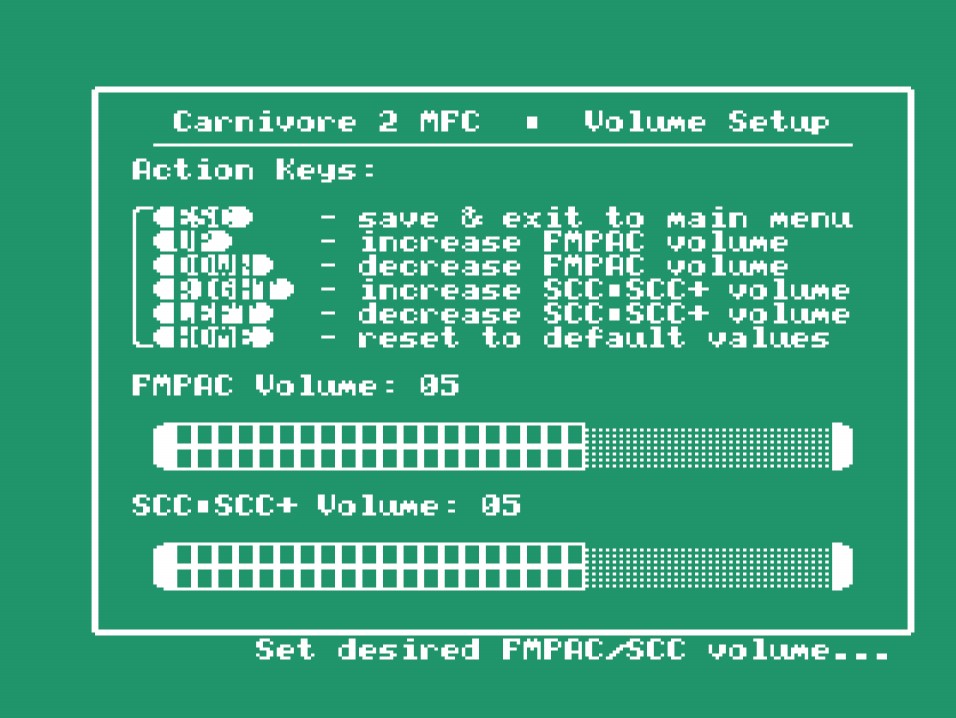 Carnivore 2 MFC ▪ Volume Setup
Action Keys:
ESC - save & exit to main menu
UP - increase FMPAC volume
DOWN - decrease FMPAC volume
RIGHT - increase SCC▪SCC+ volume
LEFT - decrease SCC▪SCC+ volume
HOME - reset to default values
FMPAC Volume: 05
SCC▪SCC+ Volume: 05
Set desired FMPAC/SCC volume...